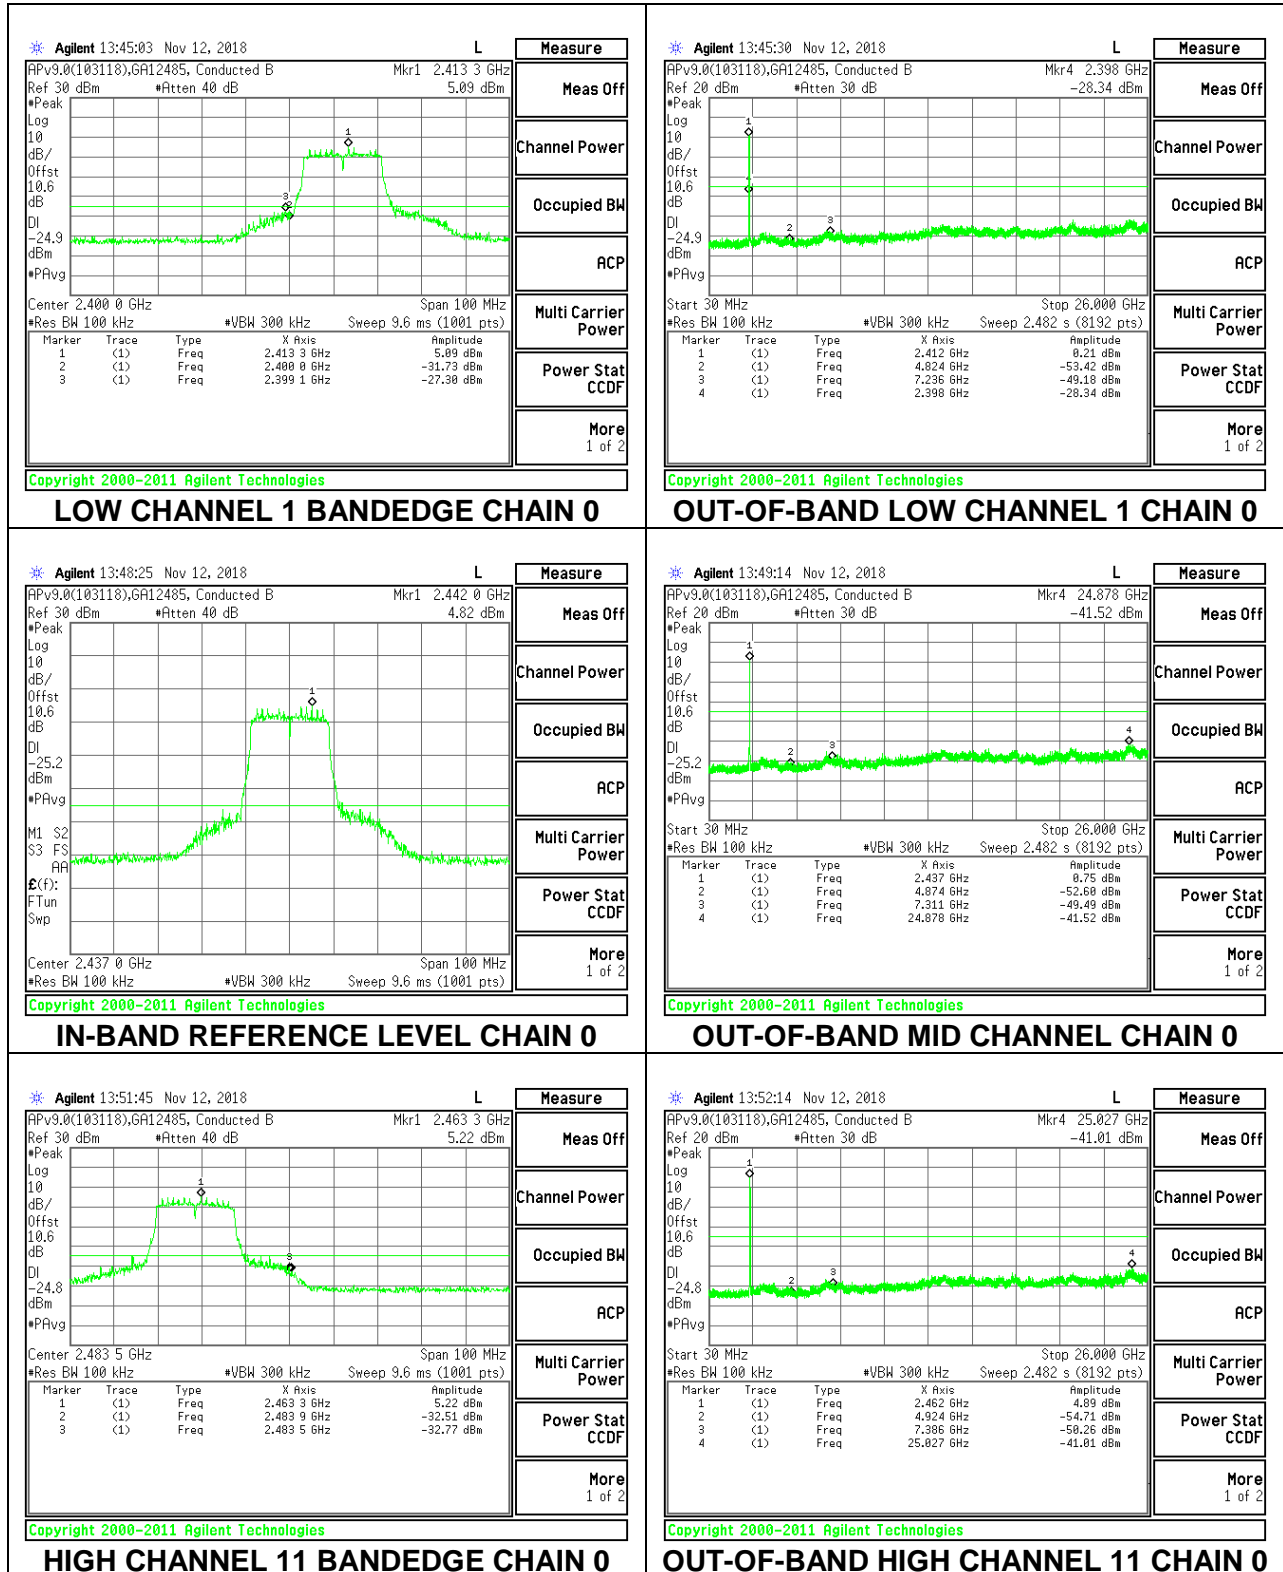 Agilent 13:45:03 Nov 12, 2018 L Measure
APv9.0(103118),GA12485, Conducted B Mkr1 2.413 3 GHz
Ref 30 dBm #Atten 40 dB 5.09 dBm Meas Off
#Peak
Log
10
dB/
Offst
10.6
dB
DI
-24.9
dBm
#PAvg
1
3
Channel Power
Occupied BW
ACP
Multi Carrier
Power
Power Stat
CCDF
More
1 of 2
Center 2.400 0 GHz Span 100 MHz
#Res BW 100 kHz #VBW 300 kHz Sweep 9.6 ms (1001 pts)
Marker Trace Type X Axis Amplitude
1 (1) Freq 2.413 3 GHz 5.09 dBm
2 (1) Freq 2.400 0 GHz -31.73 dBm
3 (1) Freq 2.399 1 GHz -27.30 dBm
Copyright 2000-2011 Agilent Technologies
LOW CHANNEL 1 BANDEDGE CHAIN 0
Agilent 13:45:30 Nov 12, 2018 L Measure
APv9.0(103118),GA12485, Conducted B Mkr4 2.398 GHz
Ref 20 dBm #Atten 30 dB -28.34 dBm Meas Off
#Peak
Log
10
dB/
Offst
10.6
dB
DI
-24.9
dBm
#PAvg
1
2
3
Channel Power
Occupied BW
ACP
Multi Carrier
Power
Power Stat
CCDF
More
1 of 2
Start 30 MHz Stop 26.000 GHz
#Res BW 100 kHz #VBW 300 kHz Sweep 2.482 s (8192 pts)
Marker Trace Type X Axis Amplitude
1 (1) Freq 2.412 GHz 0.21 dBm
2 (1) Freq 4.824 GHz -53.42 dBm
3 (1) Freq 7.236 GHz -49.18 dBm
4 (1) Freq 2.398 GHz -28.34 dBm
Copyright 2000-2011 Agilent Technologies
OUT-OF-BAND LOW CHANNEL 1 CHAIN 0
Agilent 13:48:25 Nov 12, 2018 L Measure
APv9.0(103118),GA12485, Conducted B Mkr1 2.442 0 GHz
Ref 30 dBm #Atten 40 dB 4.82 dBm Meas Off
#Peak
Log
10
dB/
Offst
10.6
dB
DI
-25.2
dBm
#PAvg
M1 S2
S3 FS
AA
£(f):
FTun
Swp
1
Channel Power
Occupied BW
ACP
Multi Carrier
Power
Power Stat
CCDF
More
1 of 2
Center 2.437 0 GHz Span 100 MHz
#Res BW 100 kHz #VBW 300 kHz Sweep 9.6 ms (1001 pts)
Copyright 2000-2011 Agilent Technologies
IN-BAND REFERENCE LEVEL CHAIN 0
Agilent 13:49:14 Nov 12, 2018 L Measure
APv9.0(103118),GA12485, Conducted B Mkr4 24.878 GHz
Ref 20 dBm #Atten 30 dB -41.52 dBm Meas Off
#Peak
Log
10
dB/
Offst
10.6
dB
DI
-25.2
dBm
#PAvg
1
2
3
4
Channel Power
Occupied BW
ACP
Multi Carrier
Power
Power Stat
CCDF
More
1 of 2
Start 30 MHz Stop 26.000 GHz
#Res BW 100 kHz #VBW 300 kHz Sweep 2.482 s (8192 pts)
Marker Trace Type X Axis Amplitude
1 (1) Freq 2.437 GHz 0.75 dBm
2 (1) Freq 4.874 GHz -52.60 dBm
3 (1) Freq 7.311 GHz -49.49 dBm
4 (1) Freq 24.878 GHz -41.52 dBm
Copyright 2000-2011 Agilent Technologies
OUT-OF-BAND MID CHANNEL CHAIN 0
Agilent 13:51:45 Nov 12, 2018 L Measure
APv9.0(103118),GA12485, Conducted B Mkr1 2.463 3 GHz
Ref 30 dBm #Atten 40 dB 5.22 dBm Meas Off
#Peak
Log
10
dB/
Offst
10.6
dB
DI
-24.8
dBm
#PAvg
1
Channel Power
Occupied BW
ACP
Multi Carrier
Power
Power Stat
CCDF
More
1 of 2
Center 2.483 5 GHz Span 100 MHz
#Res BW 100 kHz #VBW 300 kHz Sweep 9.6 ms (1001 pts)
Marker Trace Type X Axis Amplitude
1 (1) Freq 2.463 3 GHz 5.22 dBm
2 (1) Freq 2.483 9 GHz -32.51 dBm
3 (1) Freq 2.483 5 GHz -32.77 dBm
Copyright 2000-2011 Agilent Technologies
HIGH CHANNEL 11 BANDEDGE CHAIN 0
Agilent 13:52:14 Nov 12, 2018 L Measure
APv9.0(103118),GA12485, Conducted B Mkr4 25.027 GHz
Ref 20 dBm #Atten 30 dB -41.01 dBm Meas Off
#Peak
Log
10
dB/
Offst
10.6
dB
DI
-24.8
dBm
#PAvg
1
2
3
4
Channel Power
Occupied BW
ACP
Multi Carrier
Power
Power Stat
CCDF
More
1 of 2
Start 30 MHz Stop 26.000 GHz
#Res BW 100 kHz #VBW 300 kHz Sweep 2.482 s (8192 pts)
Marker Trace Type X Axis Amplitude
1 (1) Freq 2.462 GHz 4.89 dBm
2 (1) Freq 4.924 GHz -54.71 dBm
3 (1) Freq 7.386 GHz -50.26 dBm
4 (1) Freq 25.027 GHz -41.01 dBm
Copyright 2000-2011 Agilent Technologies
OUT-OF-BAND HIGH CHANNEL 11 CHAIN 0